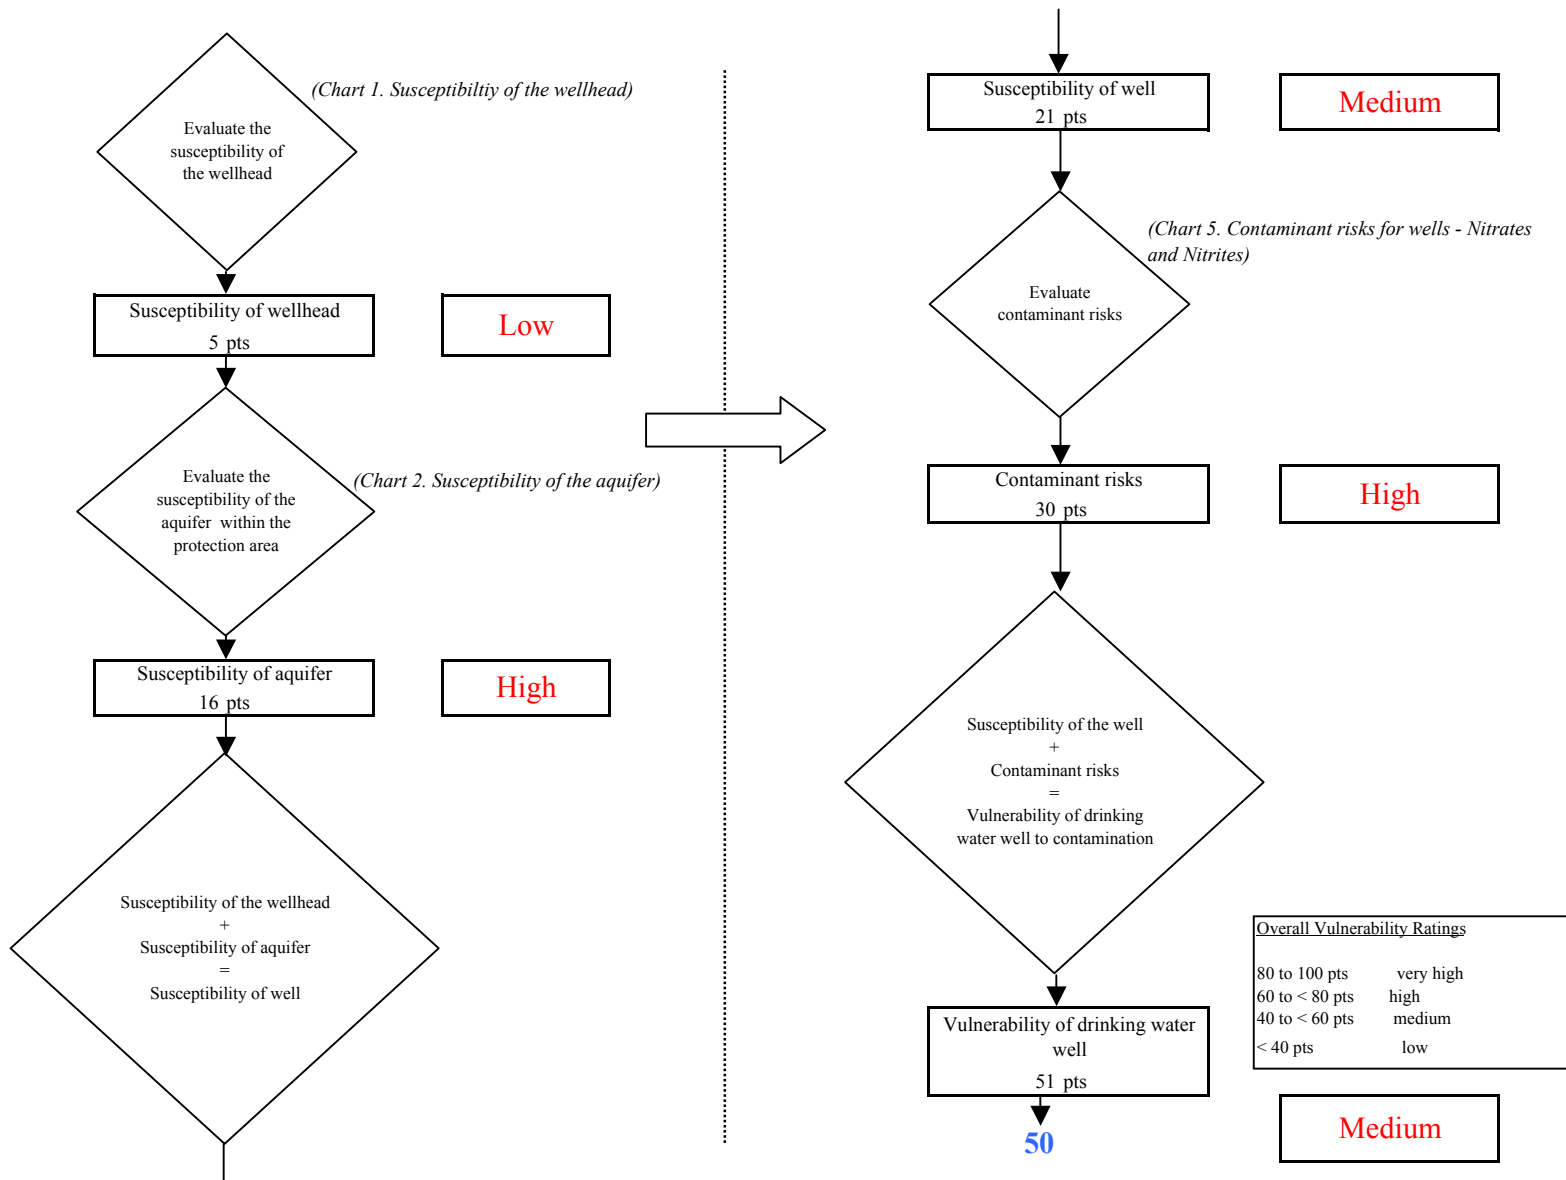 (Chart 1. Susceptibiltiy of the wellhead)
Evaluate the
susceptibility of
the wellhead
Susceptibility of wellhead
5 pts
Low
Evaluate the
susceptibility of the
aquifer within the
protection area
(Chart 2. Susceptibility of the aquifer)
Susceptibility of aquifer
16 pts
High
Susceptibility of the wellhead
+
Susceptibility of aquifer
=
Susceptibility of well
Susceptibility of well
21 pts
Medium
(Chart 5. Contaminant risks for wells - Nitrates
and Nitrites)
Evaluate
contaminant risks
Contaminant risks
30 pts
High
Susceptibility of the well
+
Contaminant risks
=
Vulnerability of drinking
water well to contamination
Overall Vulnerability Ratings
80 to 100 pts very high
60 to < 80 pts high
40 to < 60 pts medium
< 40 pts low
Vulnerability of drinking water
well
51 pts
50
Medium